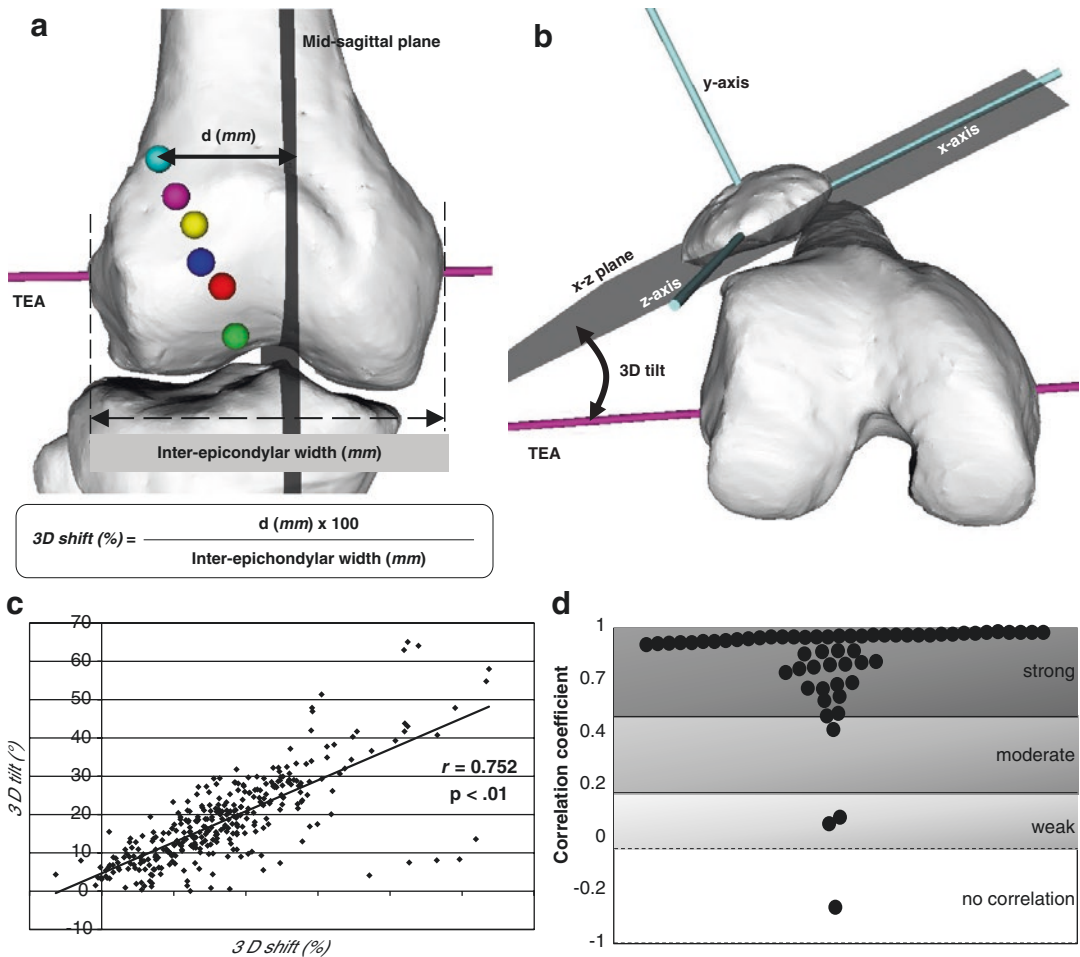 a
Mid-sagittal plane
d (mm)
TEA
Inter-epicondylar width (mm)
3D shift (%) =
d (mm) x 100
Inter-epichondylar width (mm)
b
y-axis
x-axis
x-z plane
z-axis
3D tilt
TEA
c
70
60
50
40
30
20
10
0
-10
3 D tilt (°)
r = 0.752
p < .01
3 D shift (%)
d
1
0.7
0.4
0.2
0
-0.2
-1
Correlation coefficient
strong
moderate
weak
no correlation